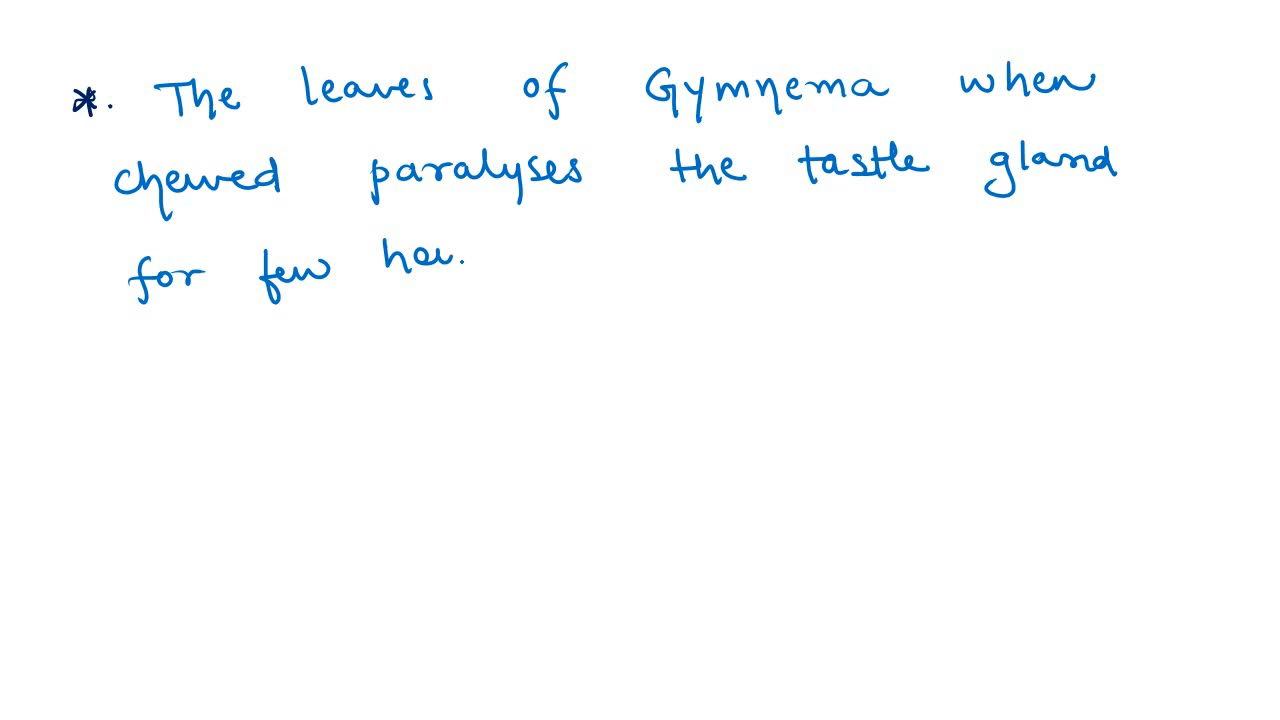 *. The leaves of Gymnema when
chewed paralyses the tastle gland
for few hou.